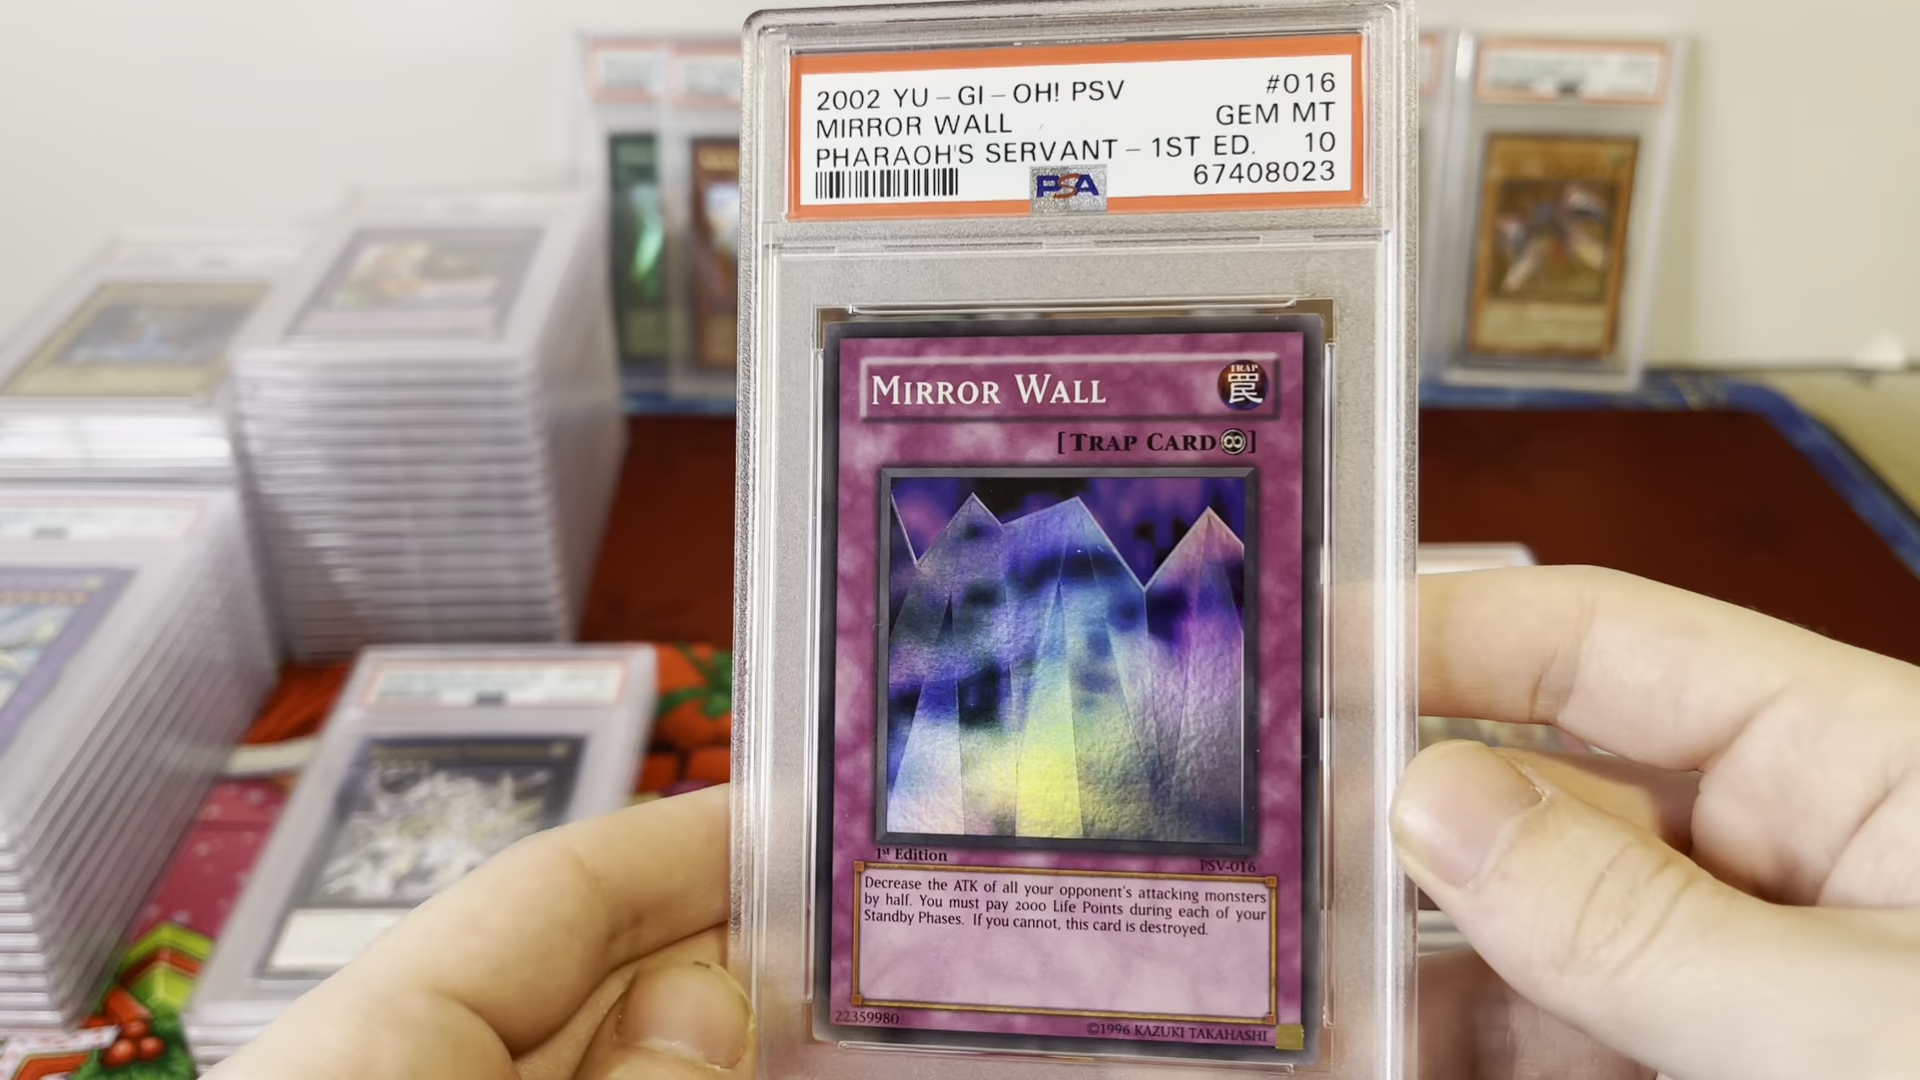 2002 YU-GI-OH! PSV #016
MIRROR WALL GEM MT
PHARAOH'S SERVANT - 1ST ED. 10
PSA 67408023
MIRROR WALL TRAP 罠
[TRAP CARD∞]
1st Edition PSV-016
Decrease the ATK of all your opponent's attacking monsters
by half. You must pay 2000 Life Points during each of your
Standby Phases. If you cannot, this card is destroyed.
22359980 ©1996 KAZUKI TAKAHASHI